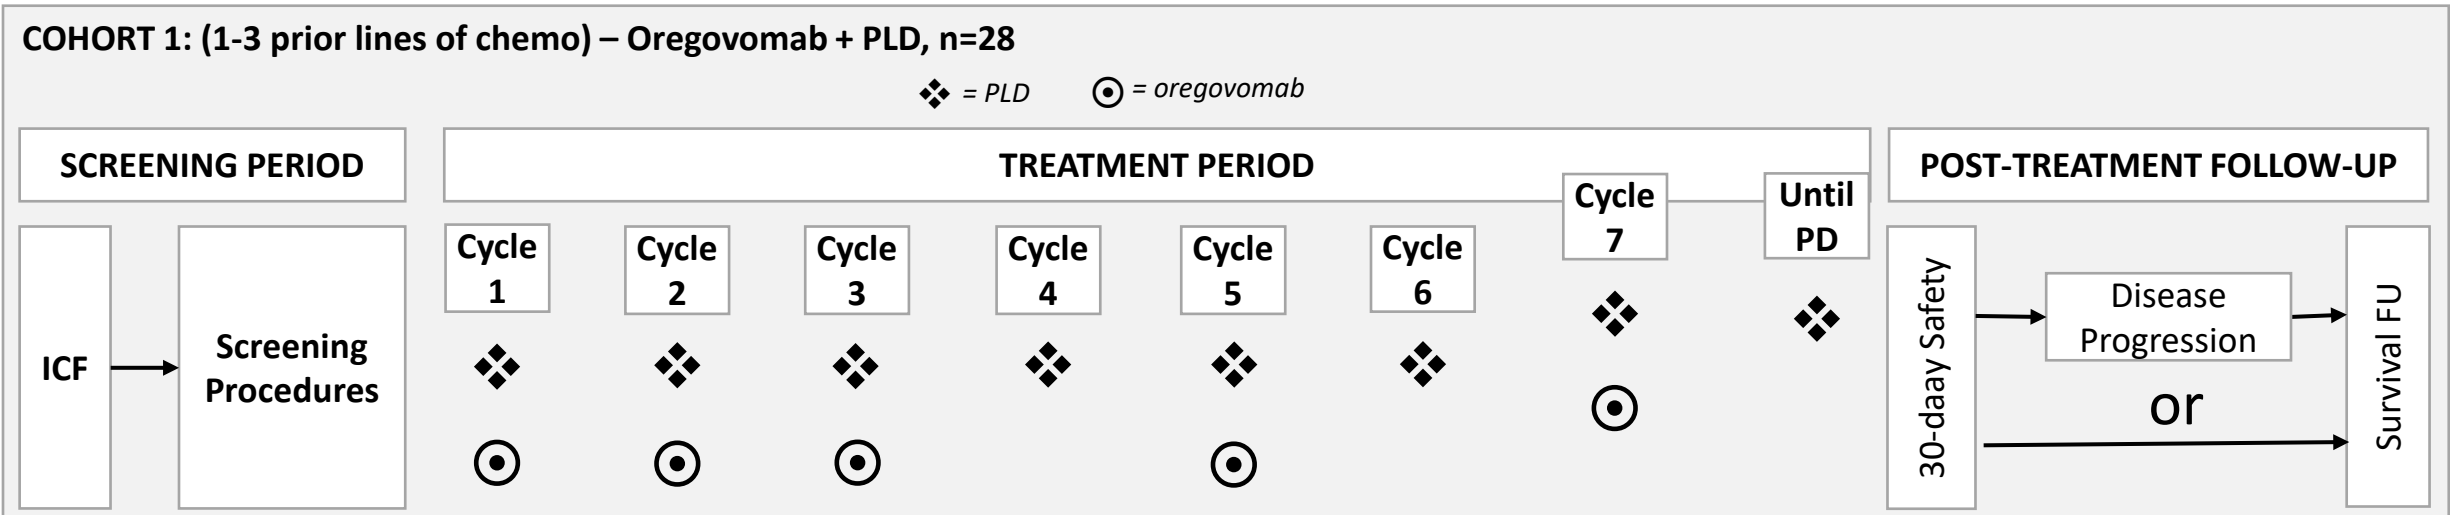 COHORT 1: (1-3 prior lines of chemo) – Oregovomab + PLD, n=28
= PLD
= oregovomab
SCREENING PERIOD
TREATMENT PERIOD
POST-TREATMENT FOLLOW-UP
ICF
Screening
Procedures
Cycle
1
Cycle
2
Cycle
3
Cycle
4
Cycle
5
Cycle
6
Cycle
7
Until
PD
30-daay Safety
Disease
Progression
or
Survival FU